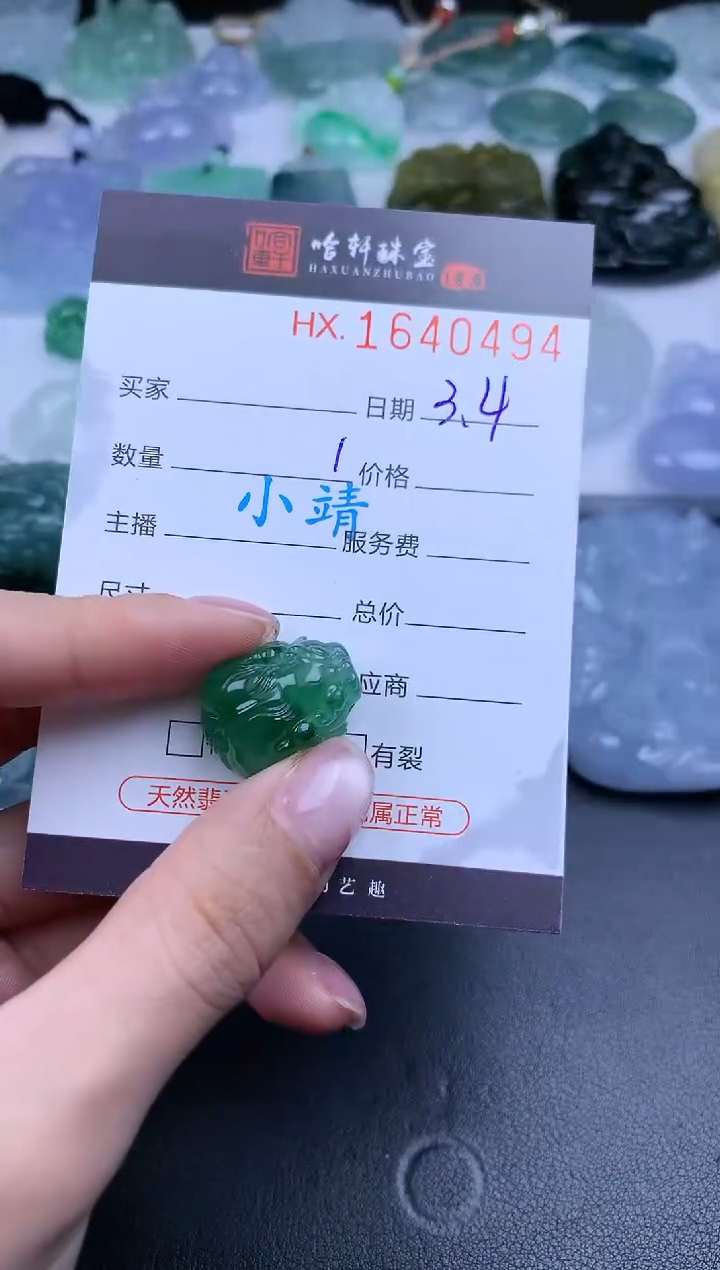 哈轩珠宝
HAXUANZHUBAO
HX.1640494
买家 日期 3.4
数量 1 价格
主播 小靖 服务费
尺寸 总价
应商
有裂
天然翡 属正常
艺趣